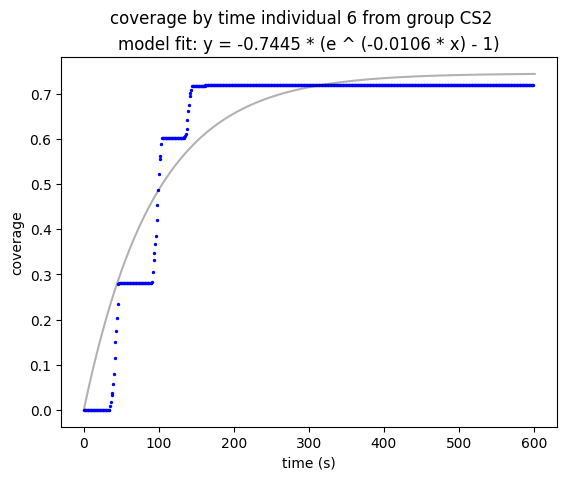 coverage by time individual 6 from group CS2
model fit: y = -0.7445 * (e ^ (-0.0106 * x) - 1)
0.7
0.6
0.5
0.4
0.3
0.2
0.1
0.0
coverage
0 100 200 300 400 500 600
time (s)